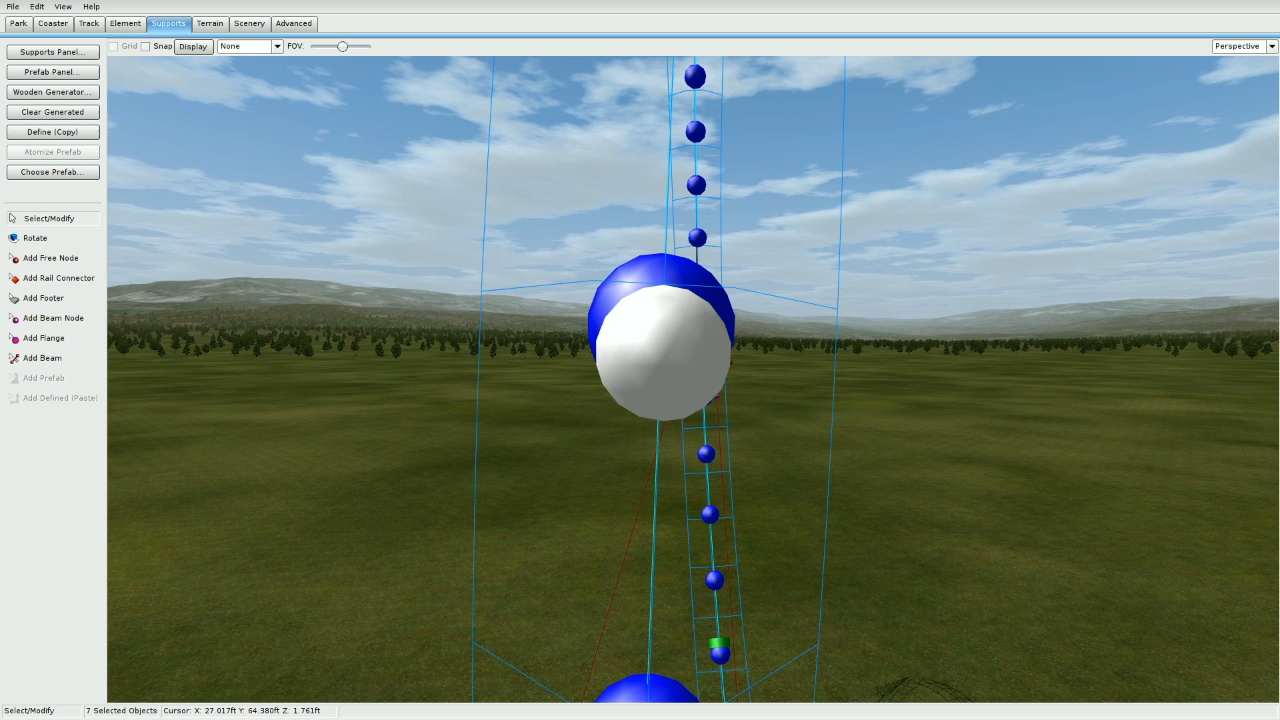 File Edit View Help
Park Coaster Track Element Supports Terrain Scenery Advanced
Grid Snap Display None FOV: Perspective
Supports Panel...
Prefab Panel...
Wooden Generator...
Clear Generated
Define (Copy)
Atomize Prefab
Choose Prefab...
Select/Modify
Rotate
Add Free Node
Add Rail Connector
Add Footer
Add Beam Node
Add Flange
Add Beam
Add Prefab
Add Defined (Paste)
Select/Modify 7 Selected Objects Cursor: X: 27.017ft Y: 64.380ft Z: 1.761ft